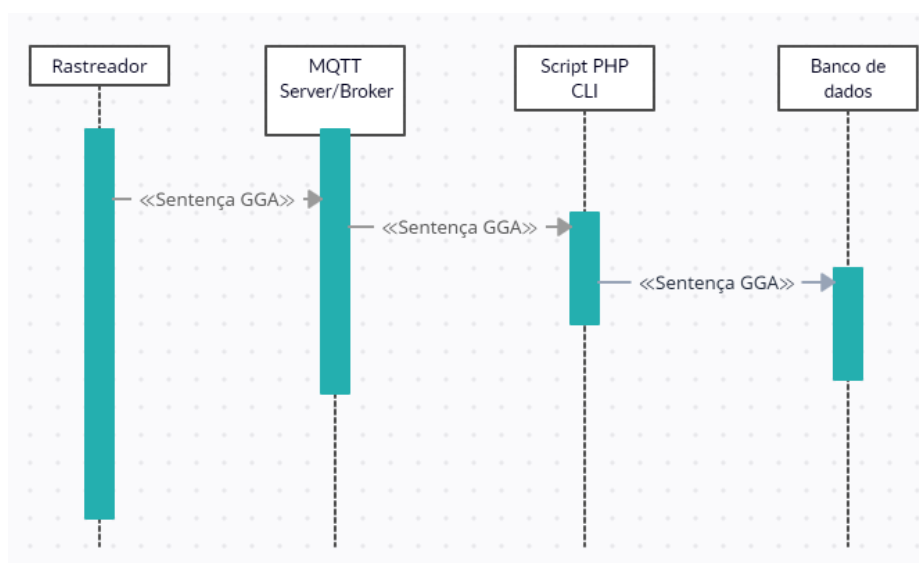 Rastreador
MQTT
Server/Broker
Script PHP
CLI
Banco de
dados
≪Sentença GGA≫
≪Sentença GGA≫
≪Sentença GGA≫